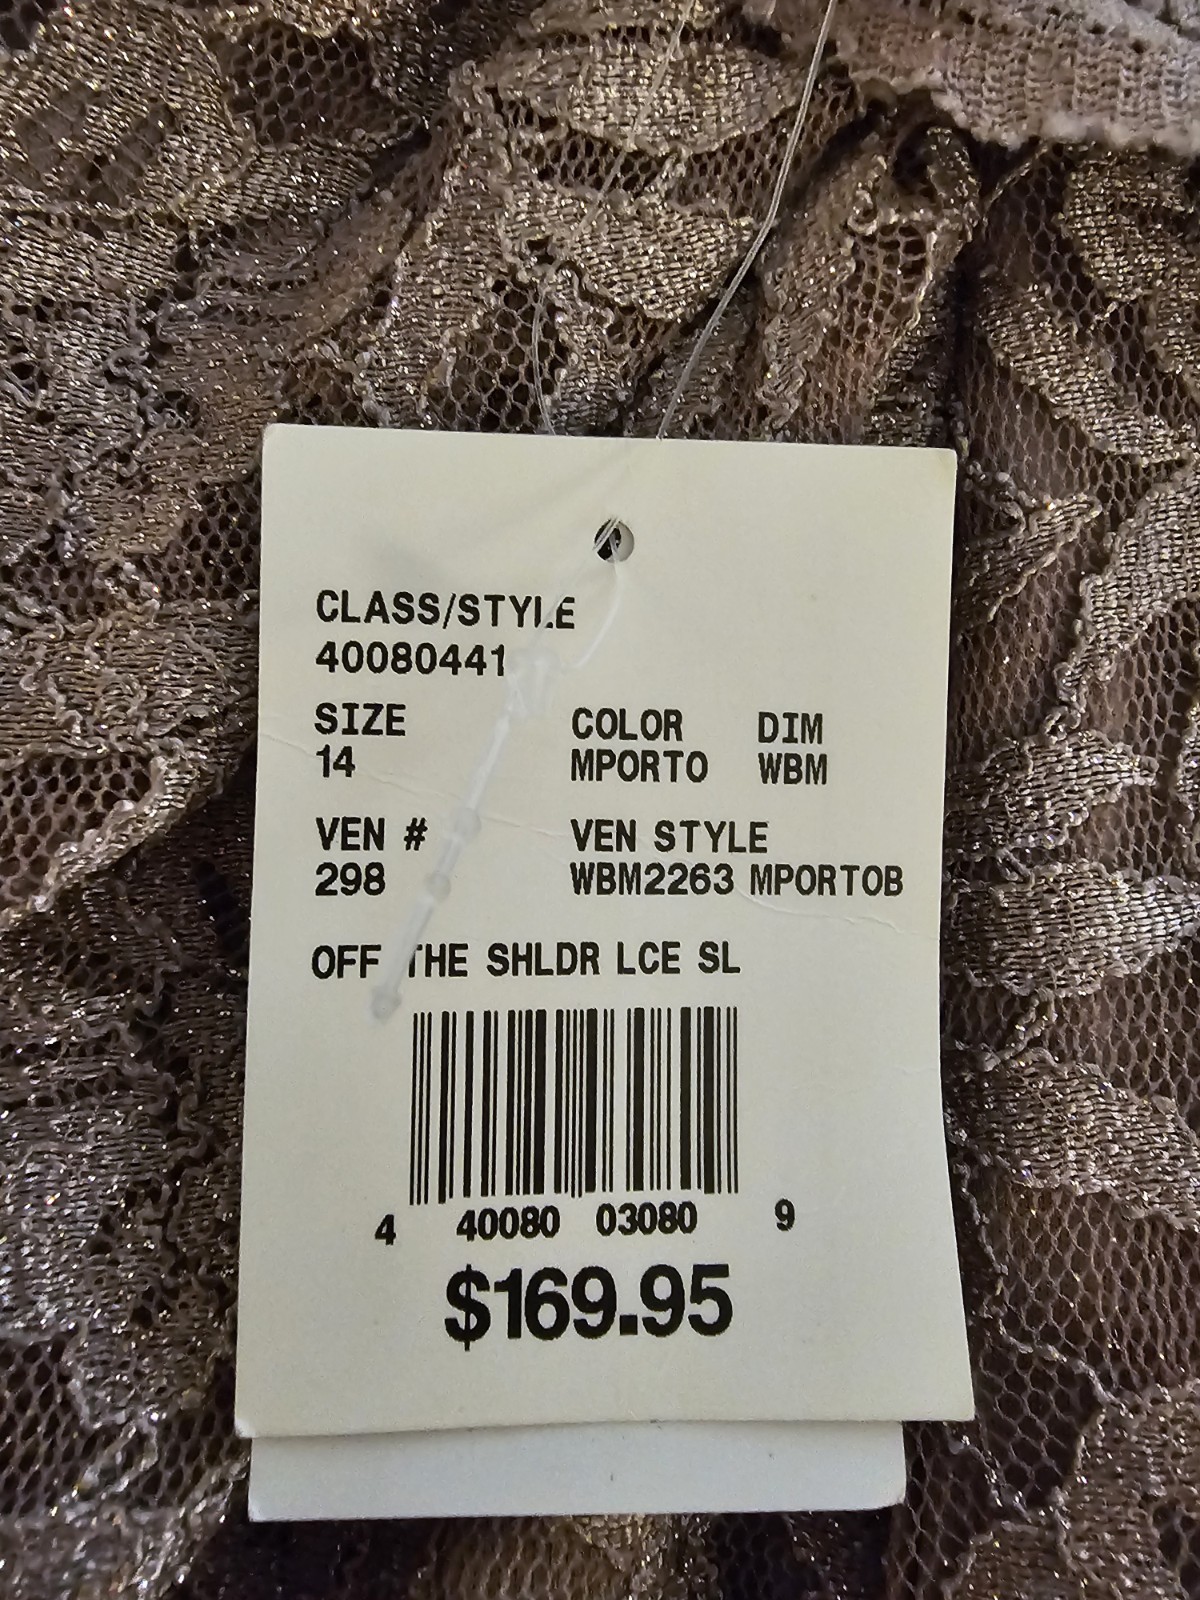 CLASS/STYLE
40080441
SIZE COLOR DIM
14 MPORTO WBM
VEN # VEN STYLE
298 WBM2263 MPORTOB
OFF THE SHLDR LCE SL
4 40080 03080 9
$169.95